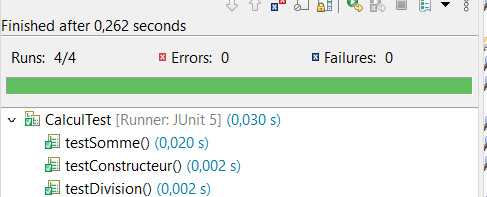 Finished after 0,262 seconds
Runs: 4/4 Errors: 0 Failures: 0
CalculTest [Runner: JUnit 5] (0,030 s)
testSomme() (0,020 s)
testConstructeur() (0,002 s)
testDivision() (0,002 s)